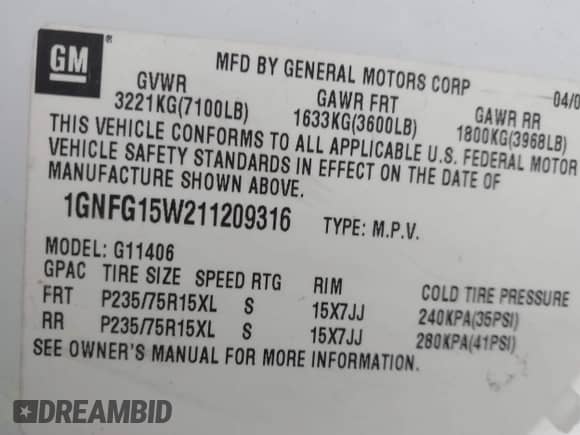 GM ®
MFD BY GENERAL MOTORS CORP 04/0
GVWR GAWR FRT GAWR RR
3221KG(7100LB) 1633KG(3600LB) 1800KG(3968LB)
THIS VEHICLE CONFORMS TO ALL APPLICABLE U.S. FEDERAL MOTOR
VEHICLE SAFETY STANDARDS IN EFFECT ON THE DATE OF
MANUFACTURE SHOWN ABOVE.
1GNFG15W211209316 TYPE: M.P.V.
MODEL: G11406
GPAC TIRE SIZE SPEED RTG RIM COLD TIRE PRESSURE
FRT P235/75R15XL S 15X7JJ 240KPA(35PSI)
RR P235/75R15XL S 15X7JJ 280KPA(41PSI)
SEE OWNER'S MANUAL FOR MORE INFORMATION.
DREAMBID